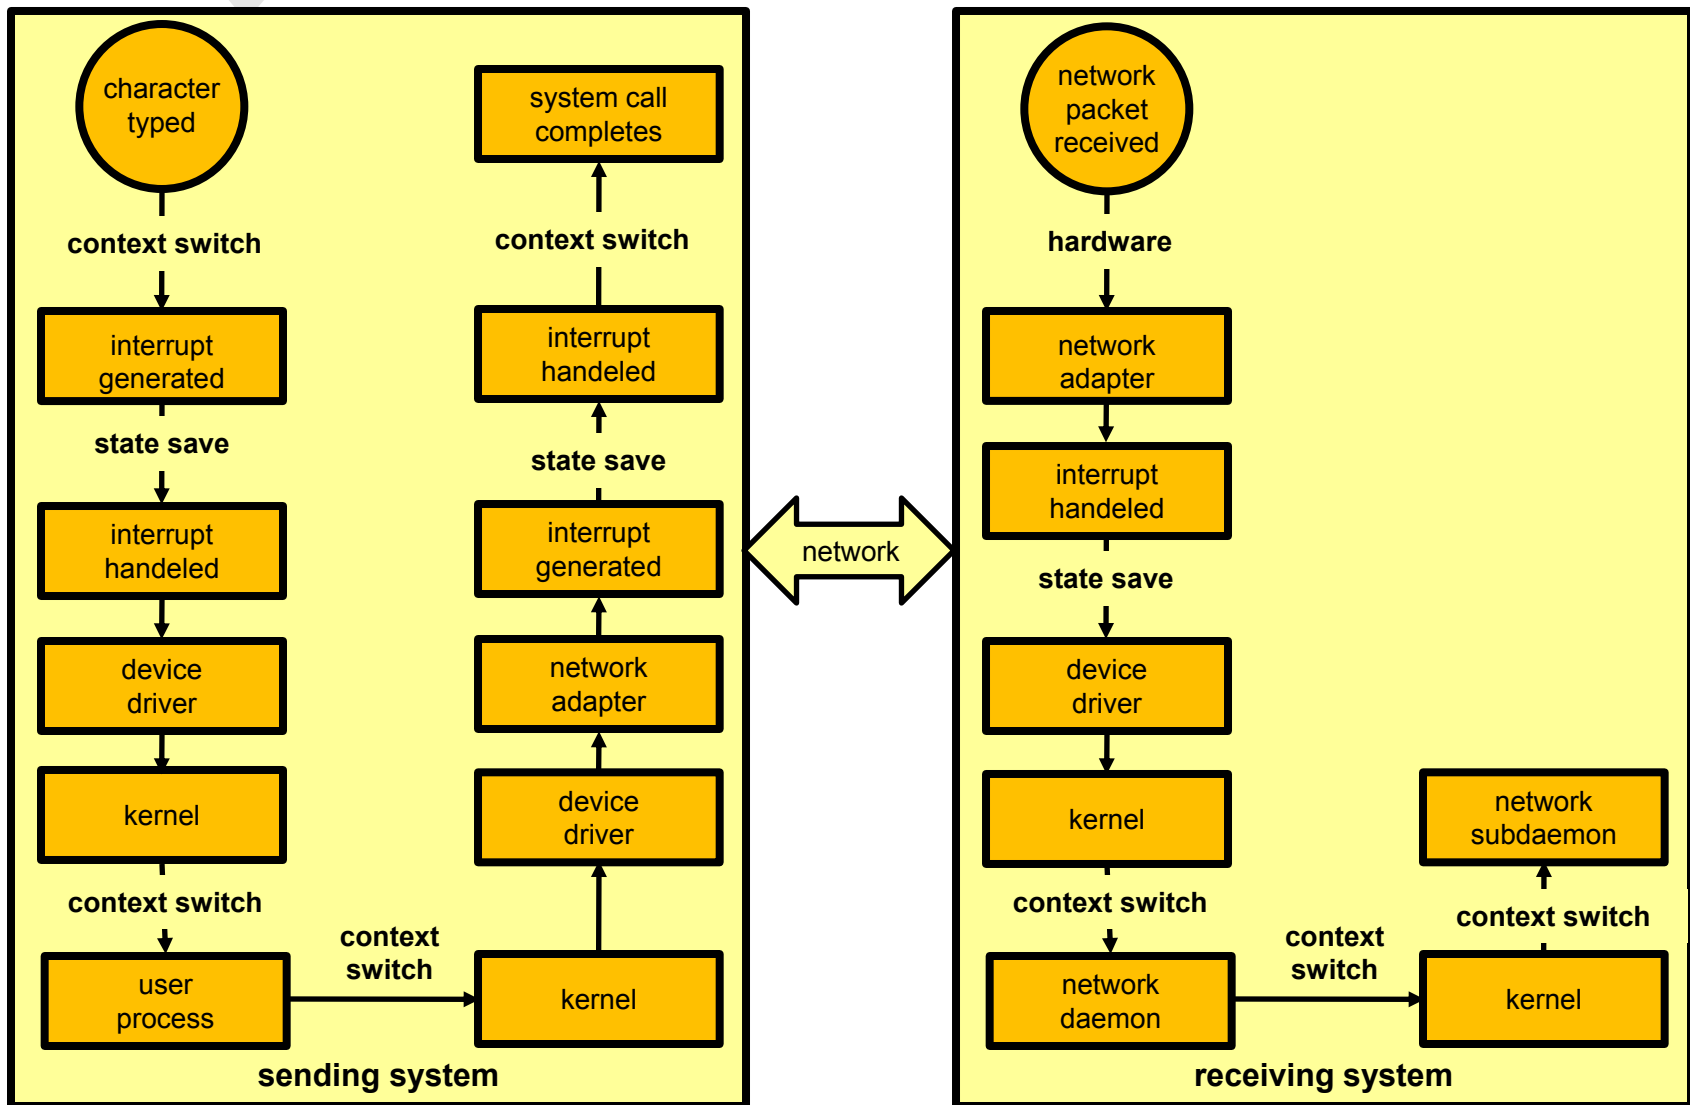 character
typed
context switch
interrupt
generated
state save
interrupt
handeled
device
driver
kernel
context switch
user
process
context
switch
kernel
device
driver
network
adapter
interrupt
generated
state save
interrupt
handeled
context switch
system call
completes
sending system
network
network
packet
received
hardware
network
adapter
interrupt
handeled
state save
device
driver
kernel
context switch
network
daemon
context
switch
kernel
context switch
network
subdaemon
receiving system